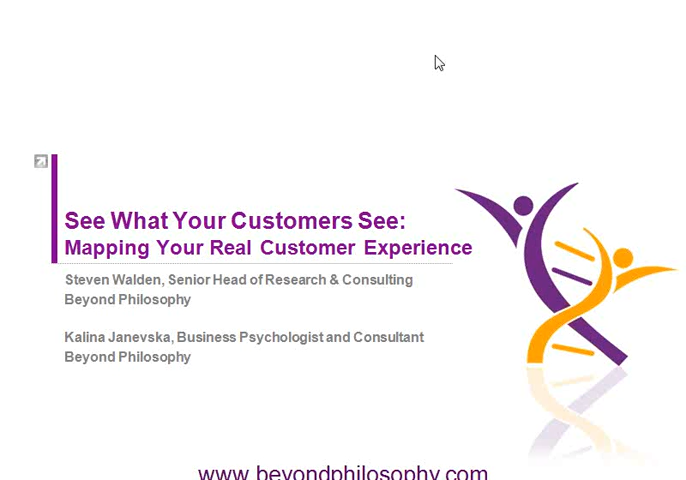 See What Your Customers See:
Mapping Your Real Customer Experience
Steven Walden, Senior Head of Research & Consulting
Beyond Philosophy
Kalina Janevska, Business Psychologist and Consultant
Beyond Philosophy
www.beyondphilosophy.com